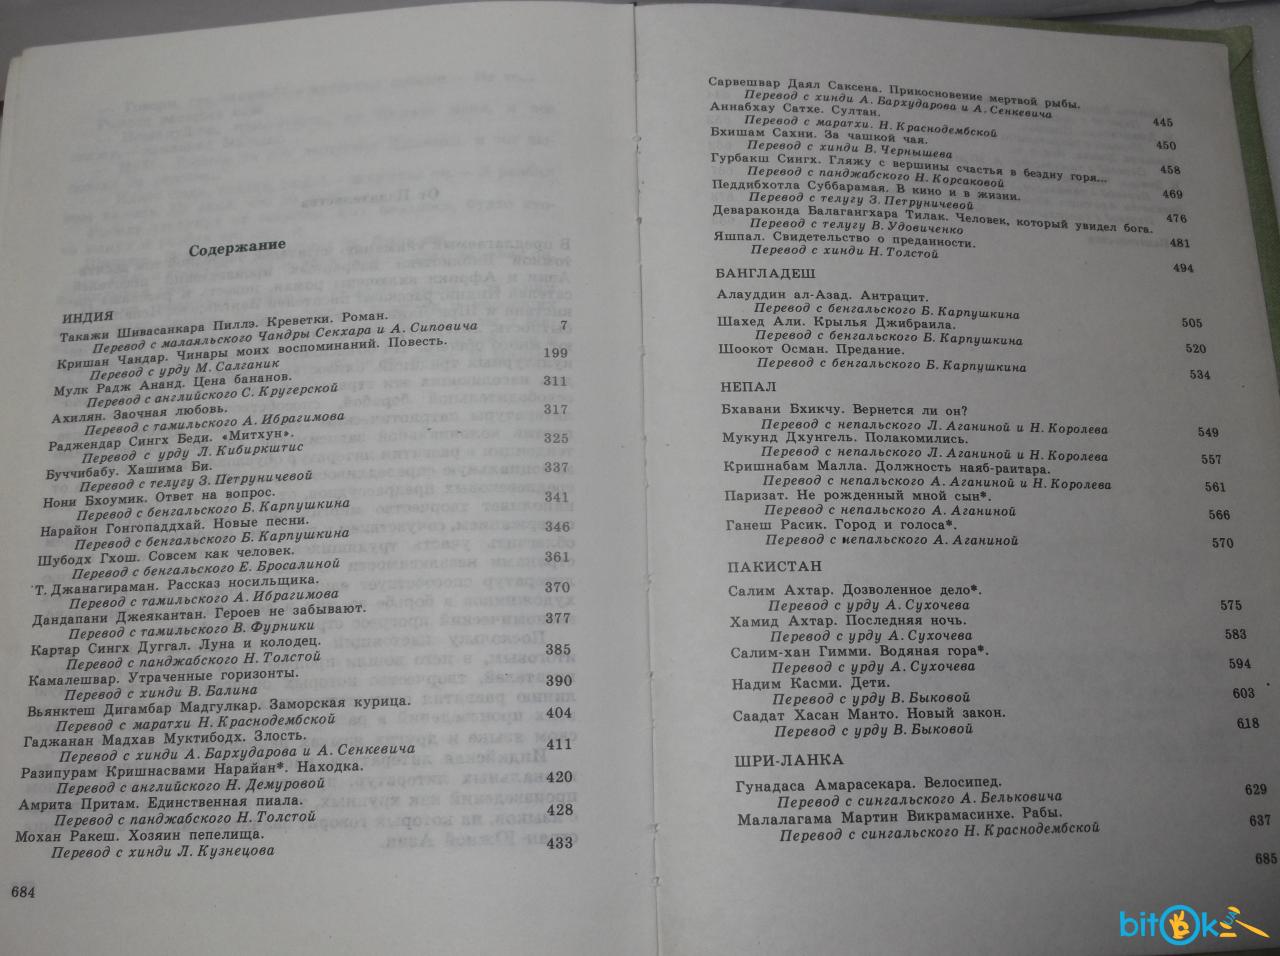 Содержание
ИНДИЯ
Такажи Шивасанкара Пиллэ. Креветки. Роман.
Перевод с малаяльского Чандры Секхара и А. Сиповича 7
Кришан Чандар. Чинары моих воспоминаний. Повесть.
Перевод с урду М. Салганик 199
Мулк Радж Ананд. Цена бананов.
Перевод с английского С. Кругерской 311
Ахилян. Заочная любовь.
Перевод с тамильского А. Ибрагимова 317
Раджендар Сингх Беди. «Митхун».
Перевод с урду Л. Кибиркштис 325
Буччибабу. Хашима Би.
Перевод с телугу З. Петруничевой 337
Нони Бхоумик. Ответ на вопрос.
Перевод с бенгальского Б. Карпушкина 341
Нарайон Гонгопаддхай. Новые песни.
Перевод с бенгальского Б. Карпушкина 346
Шубодх Гхош. Совсем как человек.
Перевод с бенгальского Е. Бросалиной 361
Т. Джанагираман. Рассказ носильщика.
Перевод с тамильского А. Ибрагимова 370
Дандапани Джеякантан. Героев не забывают.
Перевод с тамильского В. Фурники 377
Картар Сингх Дуггал. Луна и колодец.
Перевод с панджабского Н. Толстой 385
Камалешвар. Утраченные горизонты.
Перевод с хинди В. Балина 390
Вьянктеш Дигамбар Мадгулкар. Заморская курица.
Перевод с маратхи Н. Краснодембской 404
Гаджанан Мадхав Муктибодх. Злость.
Перевод с хинди А. Бархударова и А. Сенкевича 411
Разипурам Кришнасвами Нарайан*. Находка.
Перевод с английского Н. Демуровой 420
Амрита Притам. Единственная пиала.
Перевод с панджабского Н. Толстой 428
Мохан Ракеш. Хозяин пепелища.
Перевод с хинди Л. Кузнецова 433
684
Сарвешвар Даял Саксена. Прикосновение мертвой рыбы.
Перевод с хинди А. Бархударова и А. Сенкевича 445
Аннабхау Сатхе. Султан.
Перевод с маратхи. Н. Краснодембской 450
Бхишам Сахни. За чашкой чая.
Перевод с хинди В. Чернышева 458
Гурбакш Сингх. Гляжу с вершины счастья в бездну горя...
Перевод с панджабского Н. Корсаковой 469
Педдибхотла Суббарамая. В кино и в жизни.
Перевод с телугу З. Петруничевой 476
Девараконда Балагангхара Тилак. Человек, который увидел бога.
Перевод с телугу В. Удовиченко 481
Яшпал. Свидетельство о преданности.
Перевод с хинди Н. Толстой 494
БАНГЛАДЕШ
Алауддин ал-Азад. Антрацит.
Перевод с бенгальского Б. Карпушкина 505
Шахед Али. Крылья Джибраила.
Перевод с бенгальского Б. Карпушкина 520
Шоокот Осман. Предание.
Перевод с бенгальского Б. Карпушкина 534
НЕПАЛ
Бхавани Бхикчу. Вернется ли он?
Перевод с непальского Л. Аганиной и Н. Королева 549
Мукунд Дхунгель. Полакомились.
Перевод с непальского Л. Аганиной и Н. Королева 557
Кришнабам Малла. Должность наяб-раитара.
Перевод с непальского А. Аганиной и Н. Королева 561
Паризат. Не рожденный мной сын*.
Перевод с непальского А. Аганиной 566
Ганеш Расик. Город и голоса*.
Перевод с непальского А. Аганиной 570
ПАКИСТАН
Салим Ахтар. Дозволенное дело*.
Перевод с урду А. Сухочева 575
Хамид Ахтар. Последняя ночь.
Перевод с урду А. Сухочева 583
Салим-хан Гимми. Водяная гора*.
Перевод с урду А. Сухочева 594
Надим Касми. Дети.
Перевод с урду В. Быковой 603
Саадат Хасан Манто. Новый закон.
Перевод с урду В. Быковой 618
ШРИ-ЛАНКА
Гунадаса Амарасекара. Велосипед.
Перевод с сингальского А. Бельковича 629
Малалагама Мартин Викрамасинхе. Рабы.
Перевод с сингальского Н. Краснодембской 637
685
bitOk UA